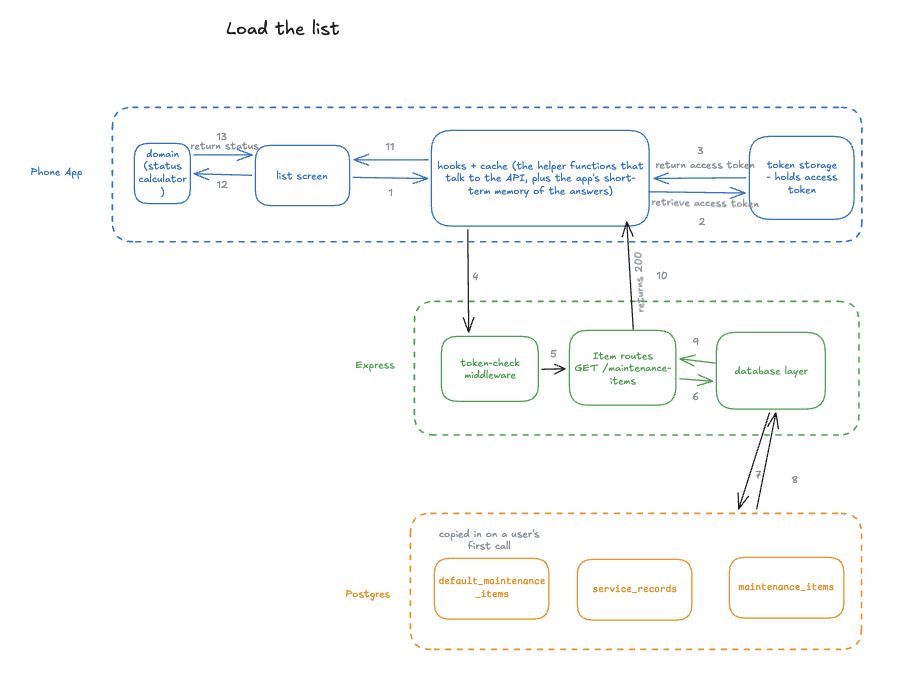 Load the list
Phone App
domain
(status
calculator
)
13
return status
12
list screen
11
1
hooks + cache (the helper functions that
talk to the API, plus the app's short-
term memory of the answers)
3
return access token
retrieve access token
2
token storage
- holds access
token
4
returns 200
10
Express
token-check
middleware
5
Item routes
GET /maintenance-
items
9
6
database layer
7
8
Postgres
copied in on a user's
first call
default_maintenance
_items
service_records
maintenance_items